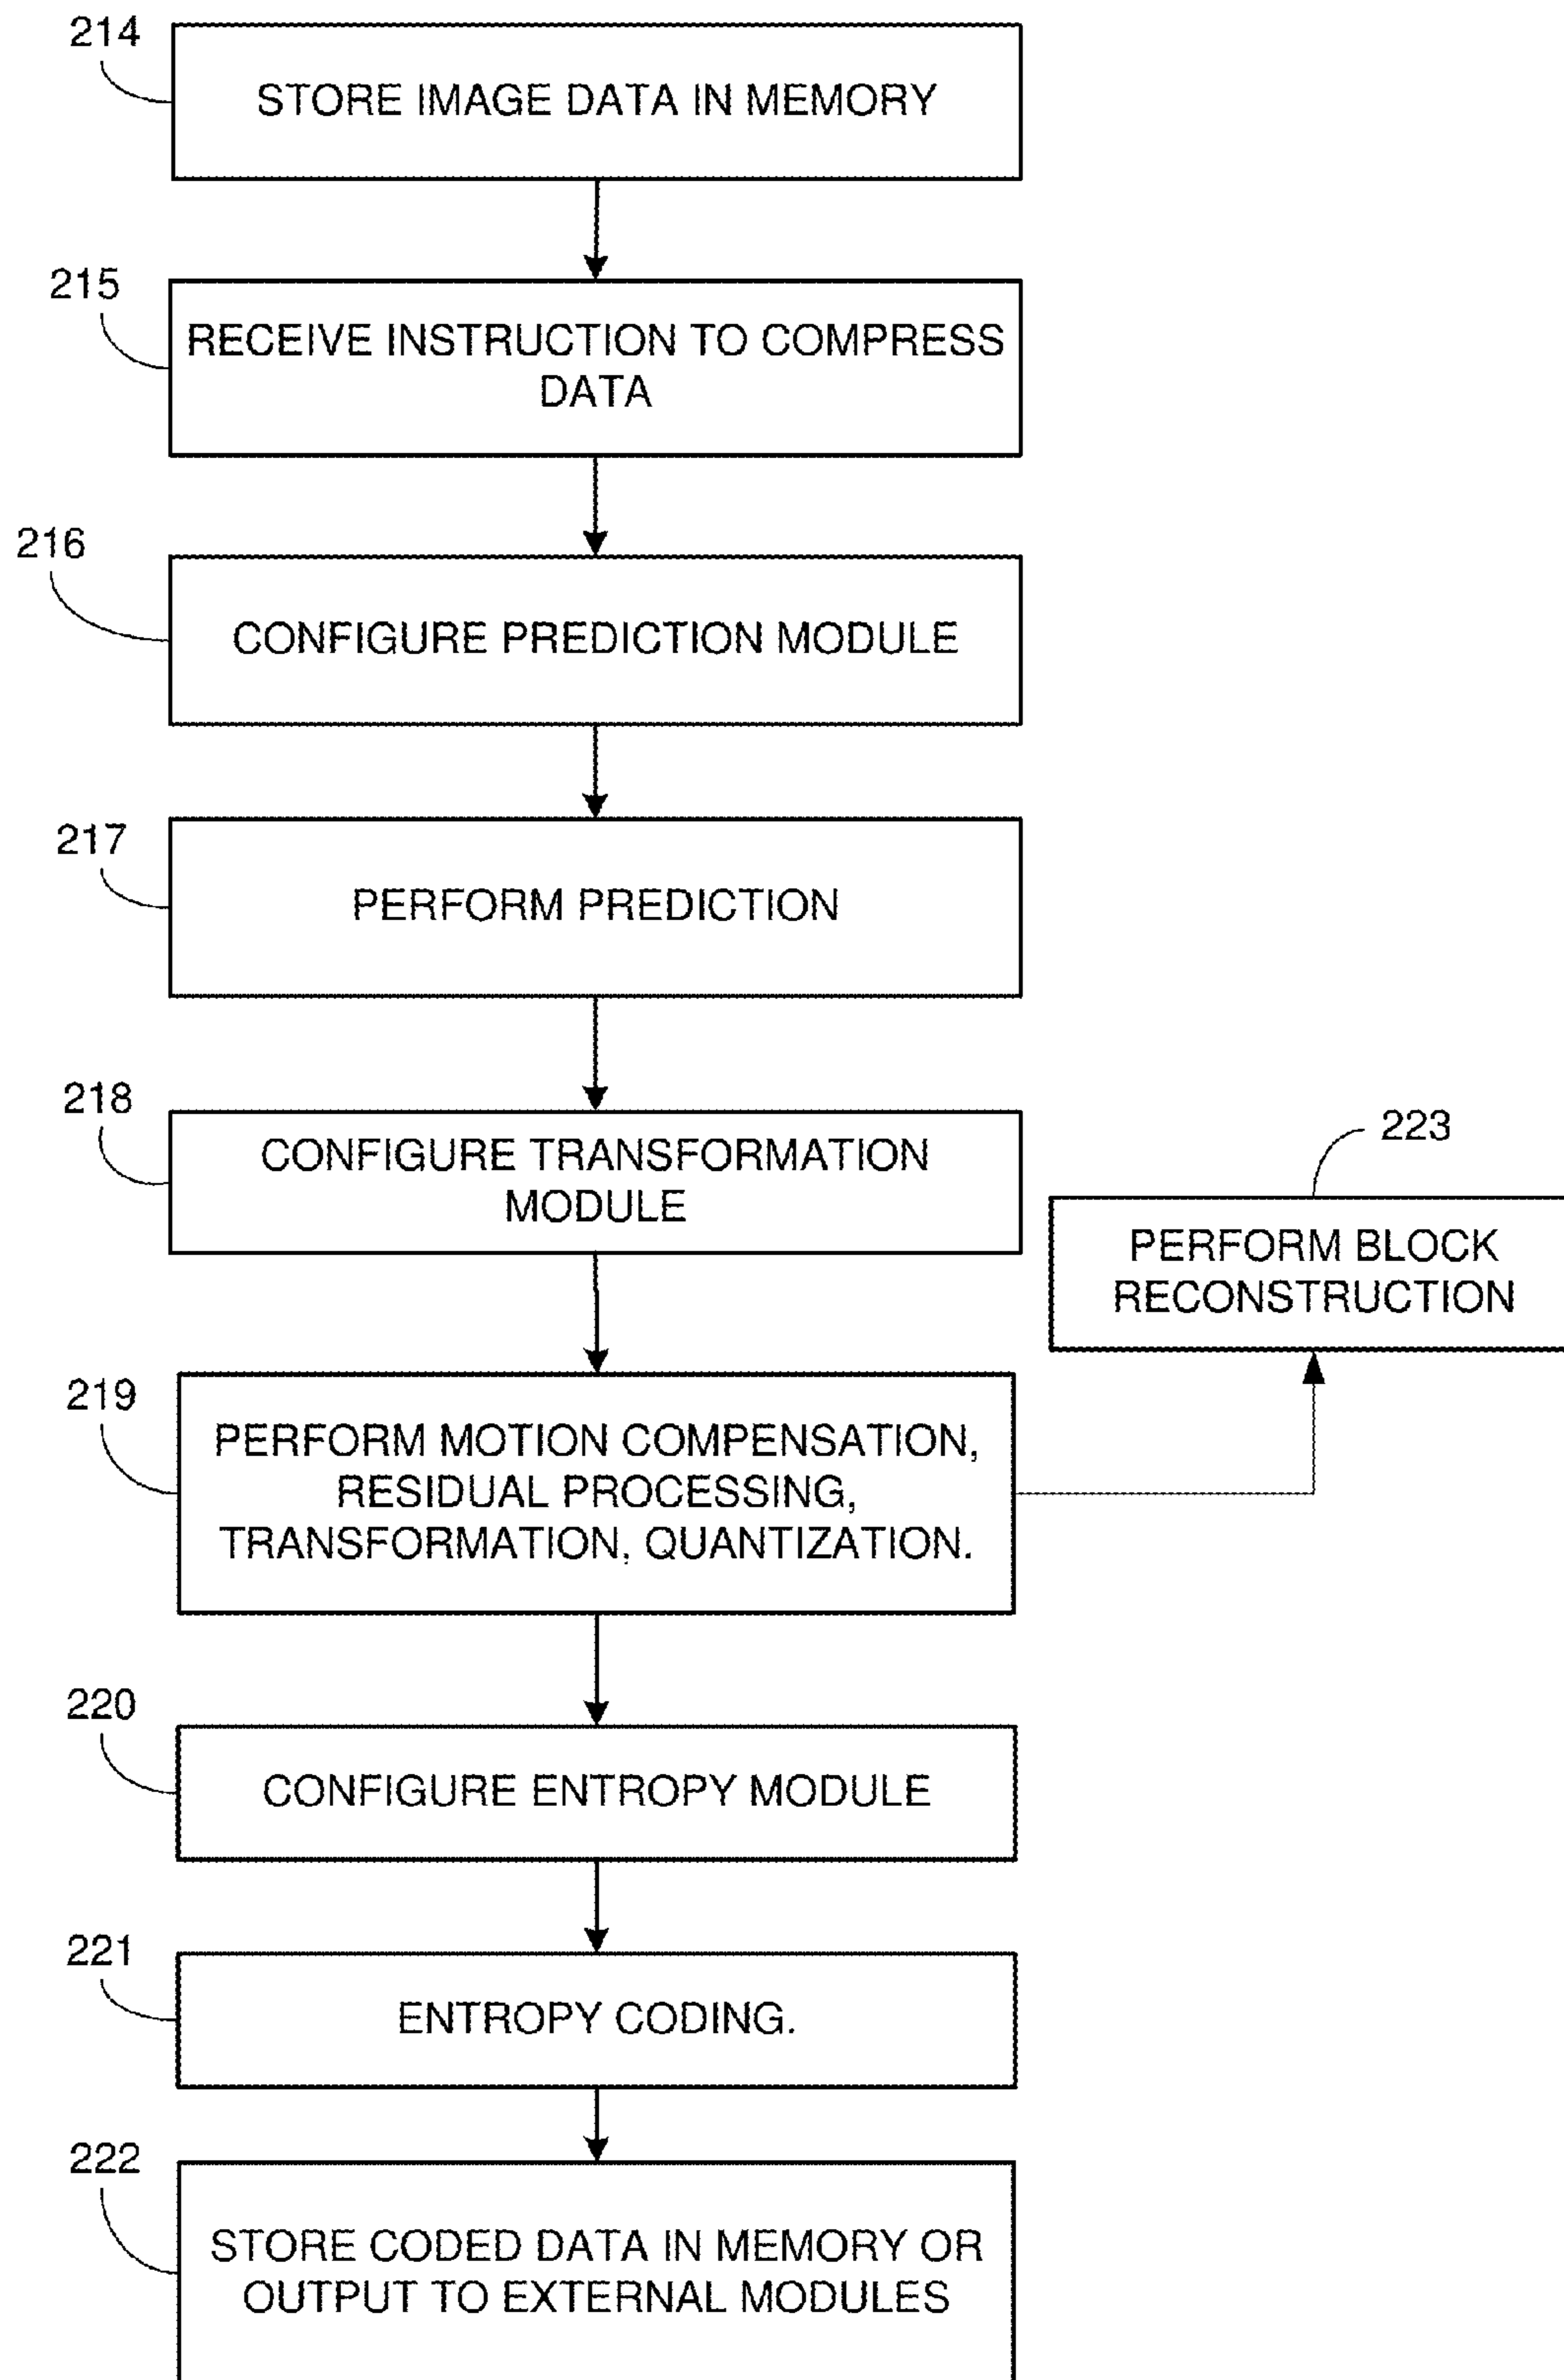 214
STORE IMAGE DATA IN MEMORY
215
RECEIVE INSTRUCTION TO COMPRESS
DATA
216
CONFIGURE PREDICTION MODULE
217
PERFORM PREDICTION
218
CONFIGURE TRANSFORMATION
MODULE
223
PERFORM BLOCK
RECONSTRUCTION
219
PERFORM MOTION COMPENSATION,
RESIDUAL PROCESSING,
TRANSFORMATION, QUANTIZATION.
220
CONFIGURE ENTROPY MODULE
221
ENTROPY CODING.
222
STORE CODED DATA IN MEMORY OR
OUTPUT TO EXTERNAL MODULES